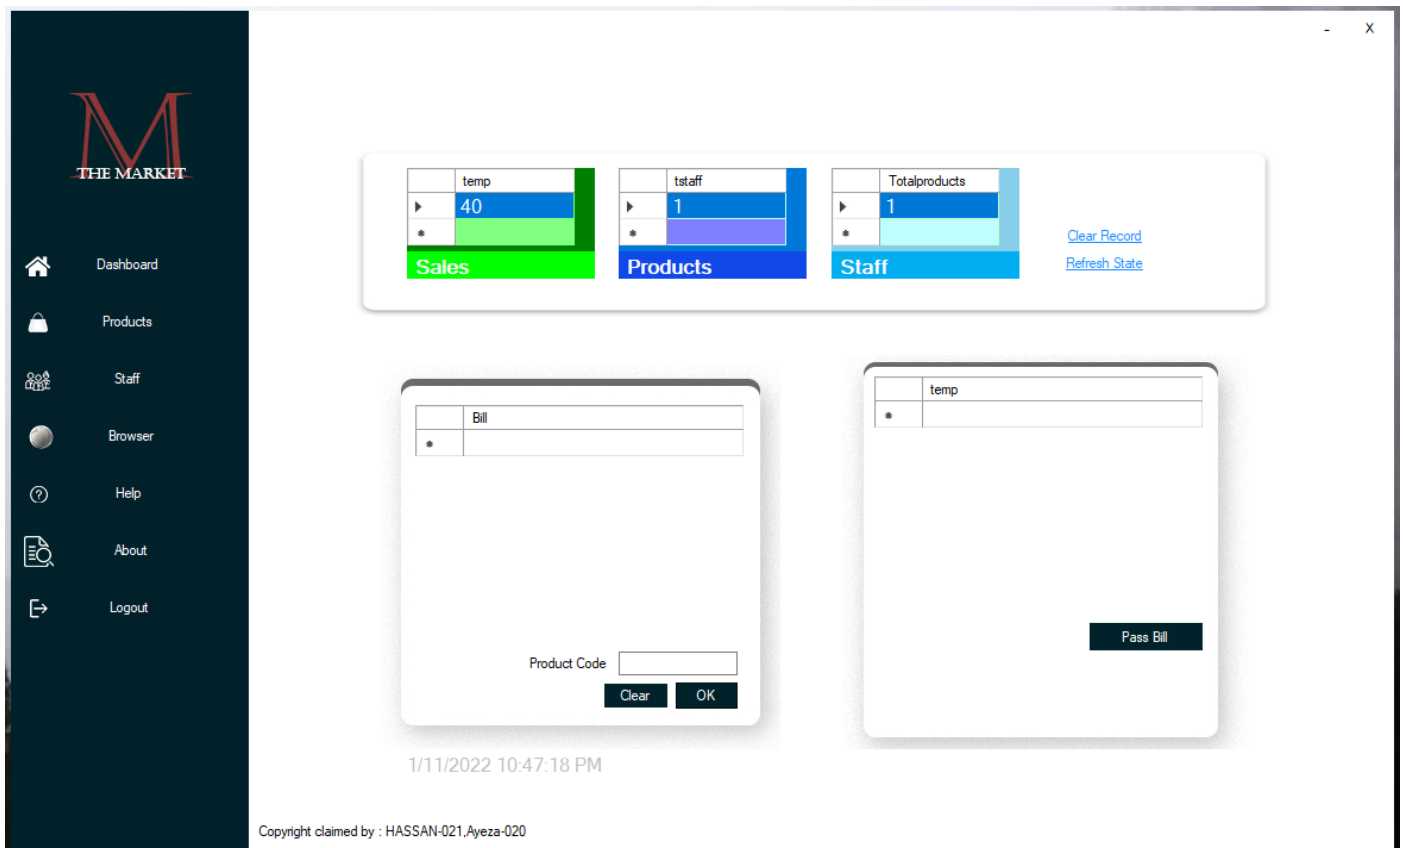 - X
M
THE MARKET
Dashboard
Products
Staff
Browser
Help
About
Logout
temp
40
Sales
tstaff
1
Products
Totalproducts
1
Staff
Clear Record
Refresh State
Bill
Product Code
Clear OK
temp
Pass Bill
1/11/2022 10:47:18 PM
Copyright claimed by : HASSAN-021,Ayeza-020